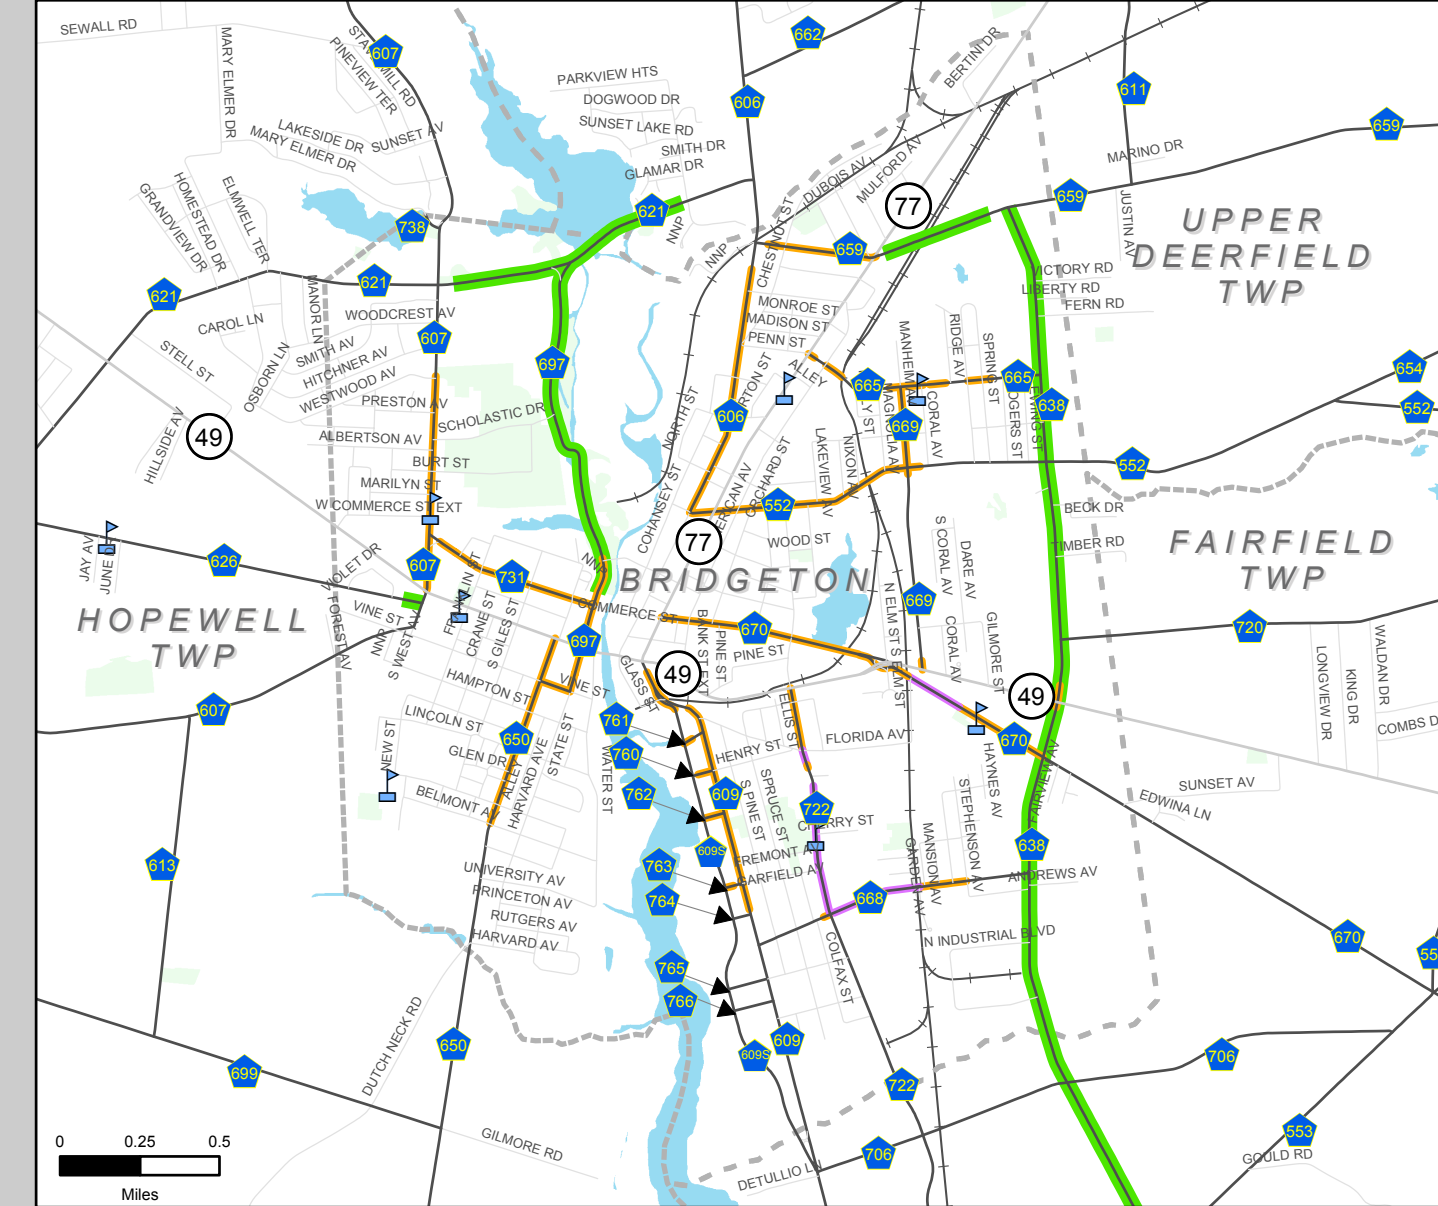 SEWALL RD
MARY ELMER DR
607
PINEVIEW TER
LAKESIDE DR
MARY ELMER DR
SUNSET AV
PARKVIEW HTS
DOGWOOD DR
SUNSET LAKE RD
SMITH DR
GLAMAR DR
662
606
BERTINI DR
611
659
MARINO DR
DUBOIS AV
MULFORD AV
77
659
JUSTIN AV
UPPER
DEERFIELD
TWP
GRANDVIEW DR
HOMESTEAD DR
ELMWELL TER
738
621
NNP
NNP
CHESTNUT ST
659
VICTORY RD
LIBERTY RD
FERN RD
621
621
MANOR LN
WOODCREST AV
CAROL LN
STELL ST
OSBORN LN
SMITH AV
HITCHNER AV
WESTWOOD AV
607
697
PRESTON AV
SCHOLASTIC DR
ALBERTSON AV
BURT ST
MARILYN ST
W COMMERCE ST EXT
HILLSIDE AV
49
MONROE ST
MADISON ST
PENN ST
ALLEY
606
NORTH ST
COHANSEY ST
ORCHARD ST
LAKEVIEW AV
NIXON AV
MAGNOLIA AV
665
669
CORAL AV
RIDGE AV
SPRING ST
665
638
654
552
552
552
77
WOOD ST
BECK DR
TIMBER RD
FAIRFIELD
TWP
JAY AV
626
VIOLET DR
607
731
NNP
BRIDGETON
HOPEWELL
TWP
VINE ST
FOREST AV
NNP
S WEST AV
CRANE ST
S GILES ST
COMMERCE ST
697
670
BANK ST EXT
PINE ST
PINE ST
N ELM ST
S ELM ST
669
S CORAL AV
DARE AV
CORAL AV
GILMORE ST
720
LONGVIEW DR
KING DR
WALDAN DR
607
HAMPTON ST
VINE ST
GLASS ST
49
49
LINCOLN ST
GLEN DR
NEW ST
BELMONT AV
650
ALLEY
HARVARD AVE
STATE ST
WATER ST
761
760
762
HENRY ST
ELLIS ST
FLORIDA AV
670
HAYNES AV
FAIRVIEW AV
SUNSET AV
EDWINA LN
609
S PINE ST
SPRUCE ST
722
CHERRY ST
STEPHENSON AV
MANSION AV
GARDEN AV
638
613
609S
FREMONT AV
GARFIELD AV
763
764
668
ANDREWS AV
UNIVERSITY AV
PRINCETON AV
RUTGERS AV
HARVARD AV
COLFAX ST
N INDUSTRIAL BLVD
670
765
766
DUTCH NECK RD
650
699
609S
609
722
706
706
553
GOULD RD
GILMORE RD
DETULLIO LN
0 0.25 0.5
Miles